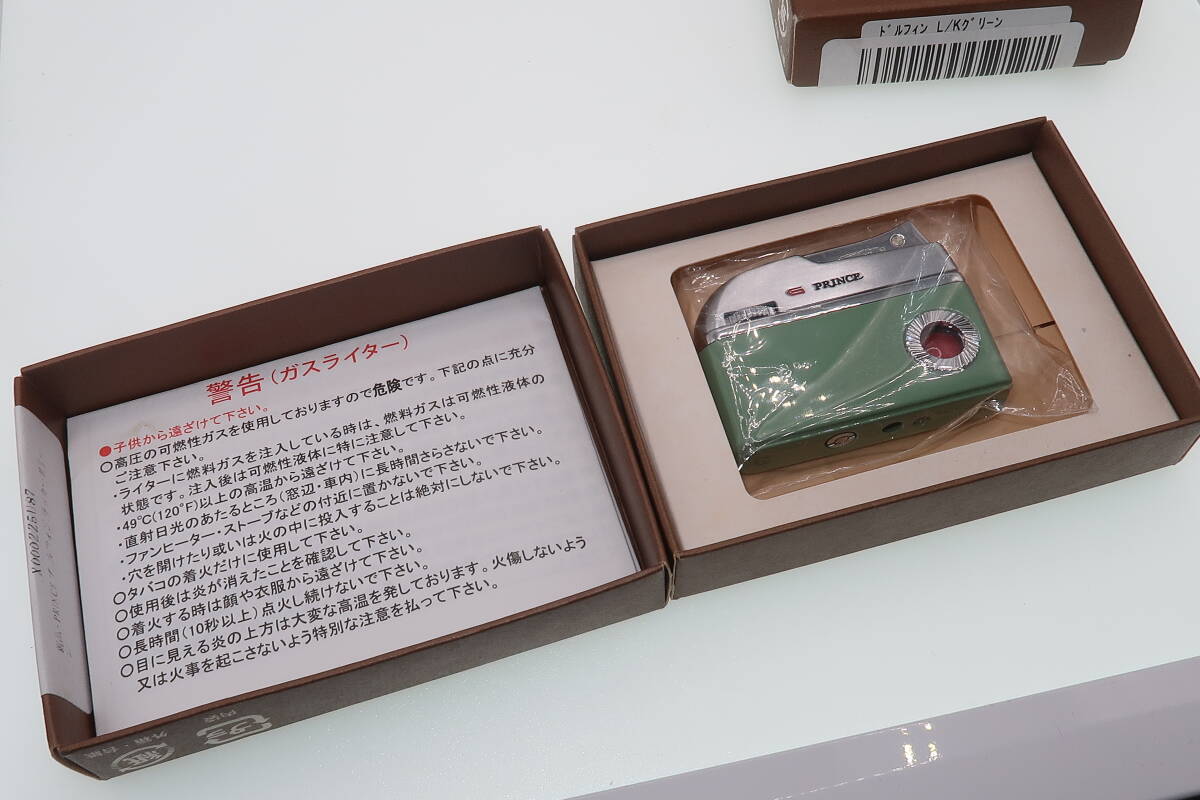 ﾄﾞﾙﾌｨﾝ L/Kｸﾞﾘｰﾝ
G PRINCE
警告(ガスライター)
●子供から遠ざけて下さい。
○高圧の可燃性ガスを使用しておりますので危険です。下記の点に充分
ご注意下さい。
・ライターに燃料ガスを注入している時は、燃料ガスは可燃性液体の
状態です。注入後は可燃性液体に特に注意して下さい。
・49℃(120°F)以上の高温から遠ざけて下さい。
・直射日光のあたるところ(窓辺・車内)に長時間さらさないで下さい。
・ファンヒーター・ストーブなどの付近に置かないで下さい。
・穴を開けたり或いは火の中に投入することは絶対にしないで下さい。
○タバコの着火だけに使用して下さい。
○使用後は炎が消えたことを確認して下さい。
○着火する時は顔や衣服から遠ざけて下さい。
○長時間(10秒以上)点火し続けないで下さい。
○目に見える炎の上方は大変な高温を発しております。火傷しないよう
又は火事を起こさないよう特別な注意を払って下さい。
X000225U87
内袋
外箱・台紙
紙